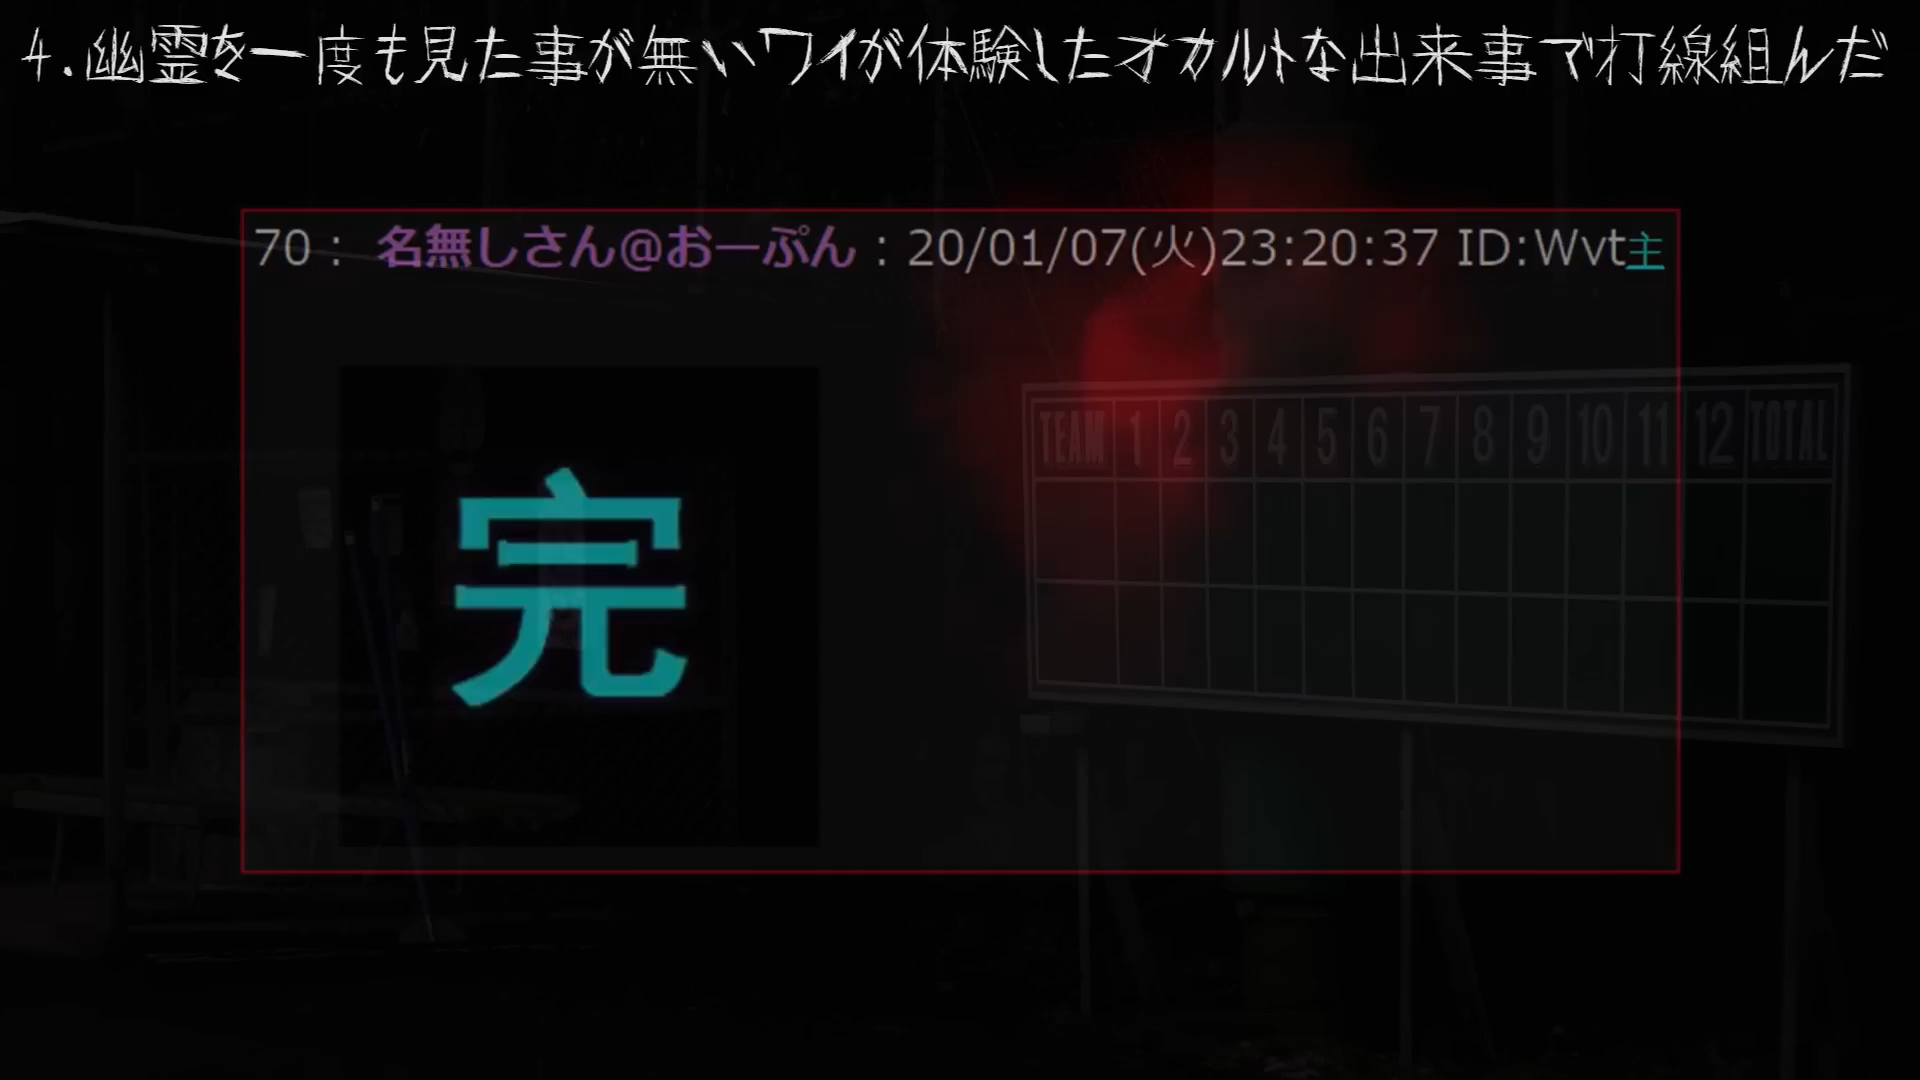 4.幽霊を一度も見た事が無いワイが体験したオカルトな出来事で打線組んだ
70 : 名無しさん@おーぷん : 20/01/07(火)23:20:37 ID:Wvt主
完
TEAM 1 2 3 4 5 6 7 8 9 10 11 12 TOTAL